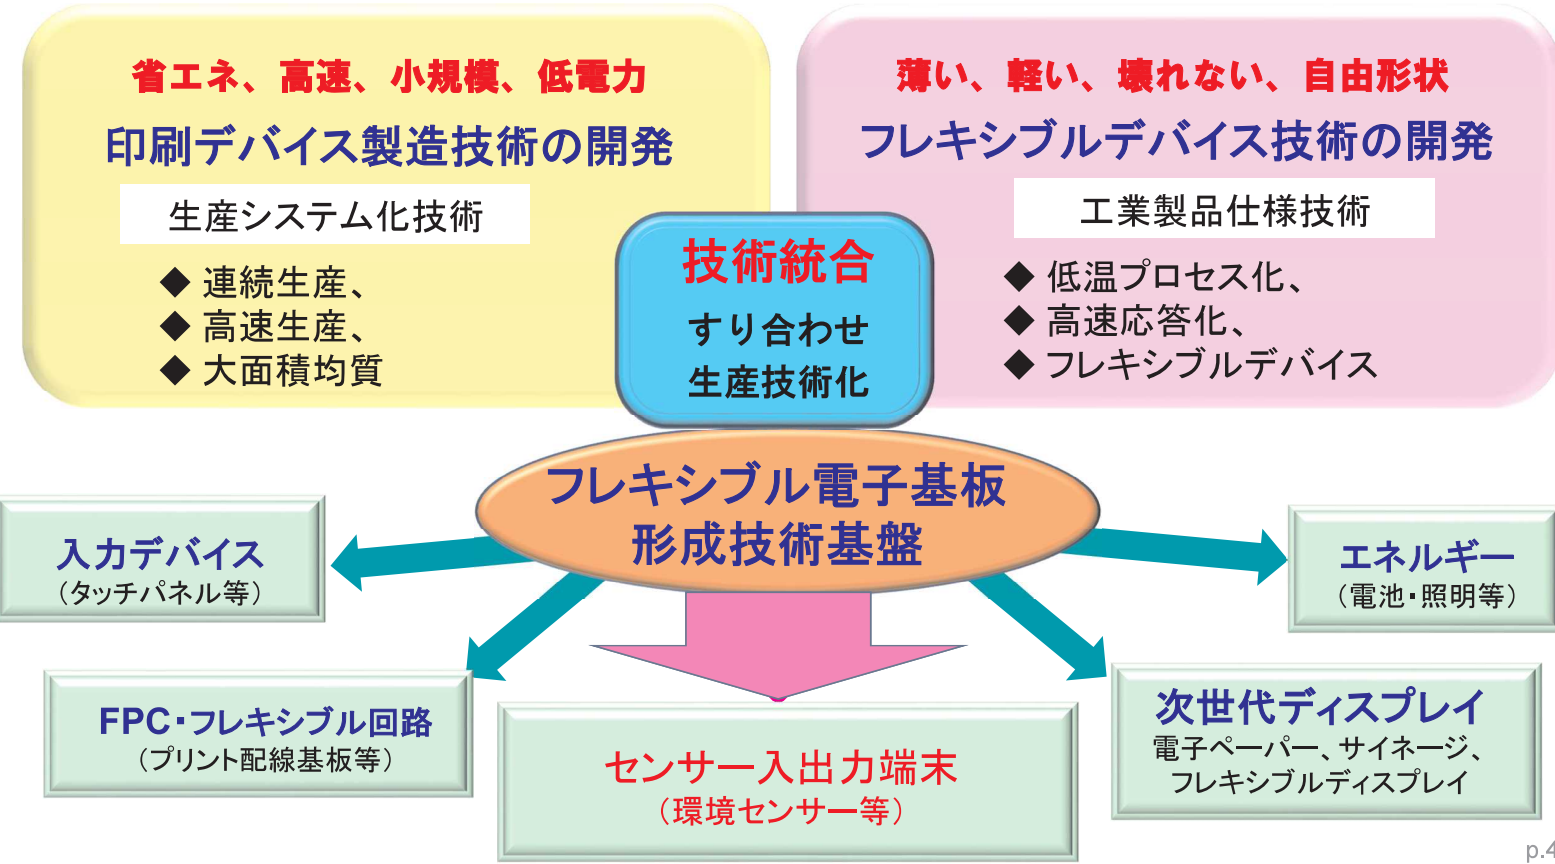 省エネ、高速、小規模、低電力
印刷デバイス製造技術の開発
生産システム化技術
◆ 連続生産、
◆ 高速生産、
◆ 大面積均質
薄い、軽い、壊れない、自由形状
フレキシブルデバイス技術の開発
工業製品仕様技術
◆ 低温プロセス化、
◆ 高速応答化、
◆ フレキシブルデバイス
技術統合
すり合わせ
生産技術化
フレキシブル電子基板
形成技術基盤
入力デバイス
（タッチパネル等）
FPC・フレキシブル回路
（プリント配線基板等）
センサー入出力端末
（環境センサー等）
次世代ディスプレイ
電子ペーパー、サイネージ、
フレキシブルディスプレイ
エネルギー
（電池・照明等）
p.4